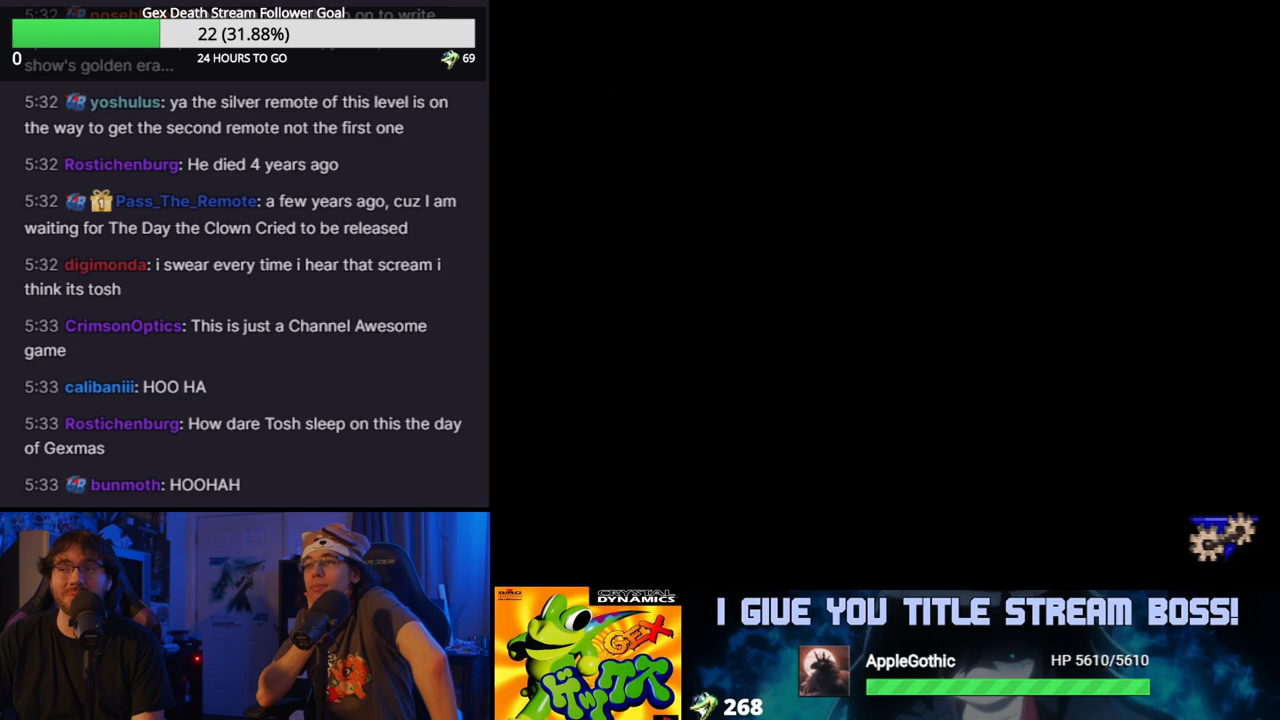 Gex Death Stream Follower Goal
22 (31.88%)
0
24 HOURS TO GO
69
show's golden era...
5:32 yoshulus: ya the silver remote of this level is on
the way to get the second remote not the first one
5:32 Rostichenburg: He died 4 years ago
5:32 Pass_The_Remote: a few years ago, cuz I am
waiting for The Day the Clown Cried to be released
5:32 digimonda: i swear every time i hear that scream i
think its tosh
5:33 CrimsonOptics: This is just a Channel Awesome
game
5:33 calibaniii: HOO HA
5:33 Rostichenburg: How dare Tosh sleep on this the day
of Gexmas
5:33 bunmoth: HOOHAH
BMG
CRYSTAL
DYNAMICS
GEX
ゲックス
I GIVE YOU TITLE STREAM BOSS!
AppleGothic
HP 5610/5610
268